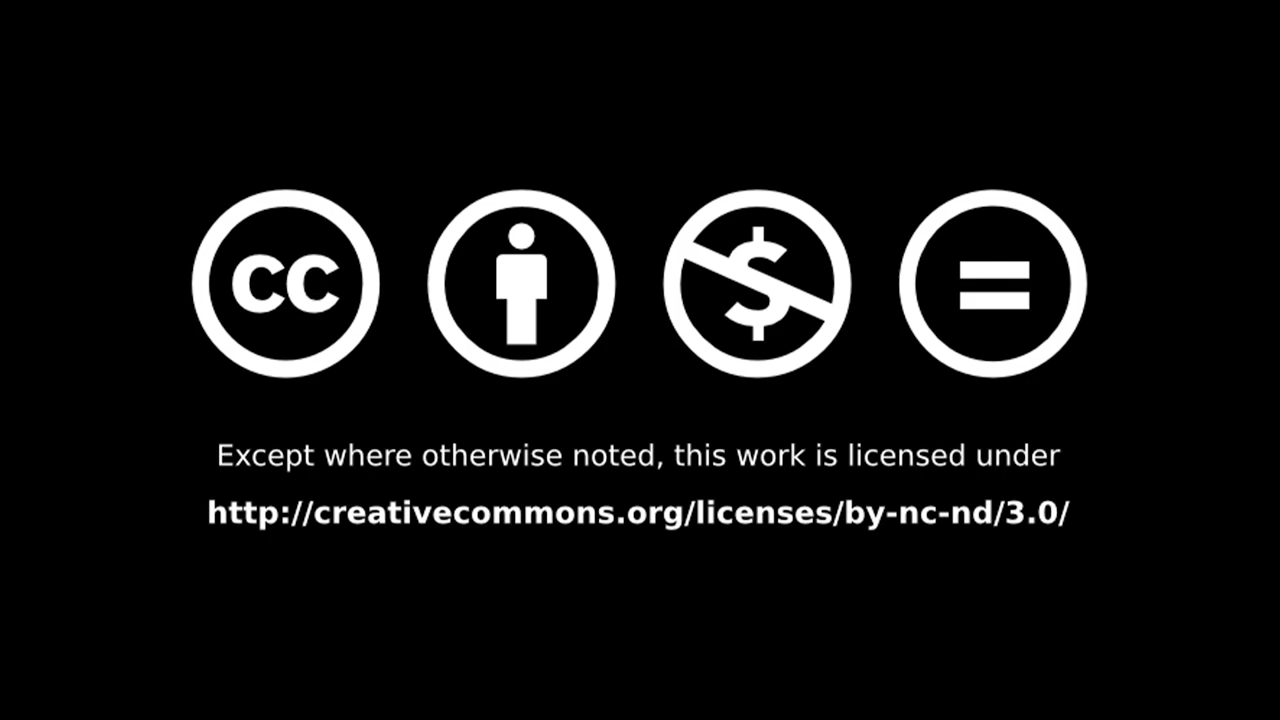 cc $ =
Except where otherwise noted, this work is licensed under
http://creativecommons.org/licenses/by-nc-nd/3.0/